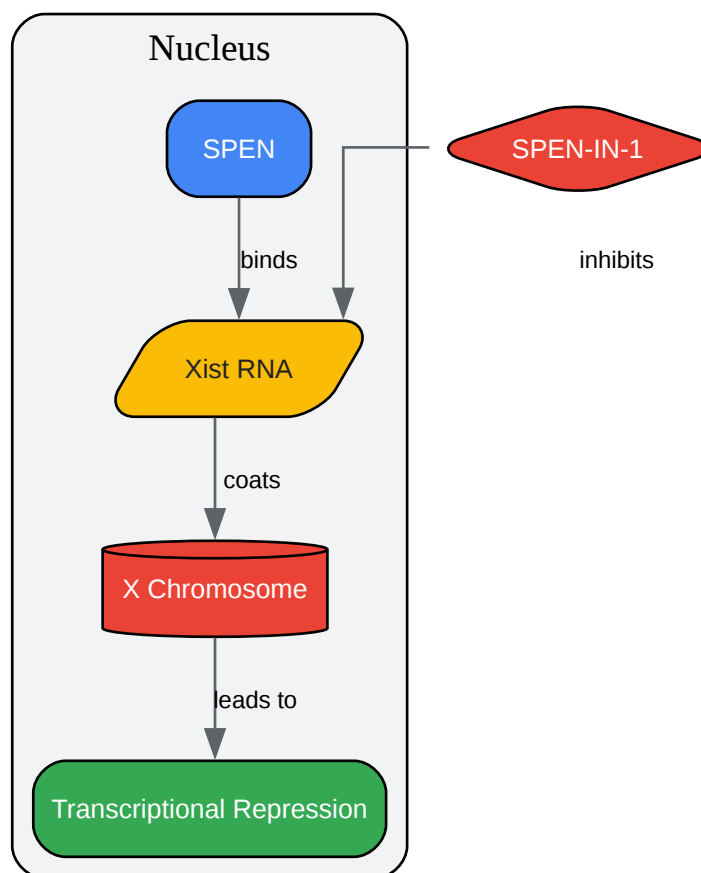 Nucleus
SPEN
SPEN-IN-1
binds
inhibits
Xist RNA
coats
X Chromosome
leads to
Transcriptional Repression